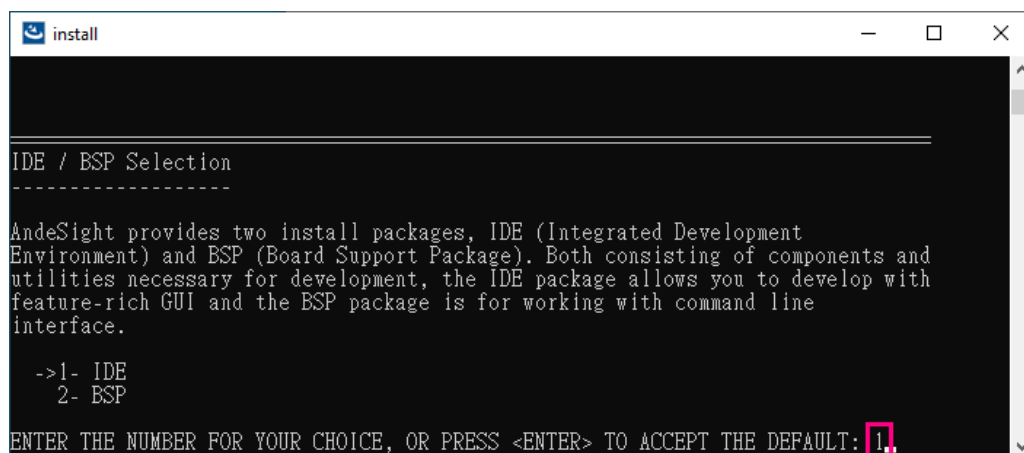 install
IDE / BSP Selection
-------------------
AndeSight provides two install packages, IDE (Integrated Development
Environment) and BSP (Board Support Package). Both consisting of components and
utilities necessary for development, the IDE package allows you to develop with
feature-rich GUI and the BSP package is for working with command line
interface.
->1- IDE
2- BSP
ENTER THE NUMBER FOR YOUR CHOICE, OR PRESS <ENTER> TO ACCEPT THE DEFAULT: 1